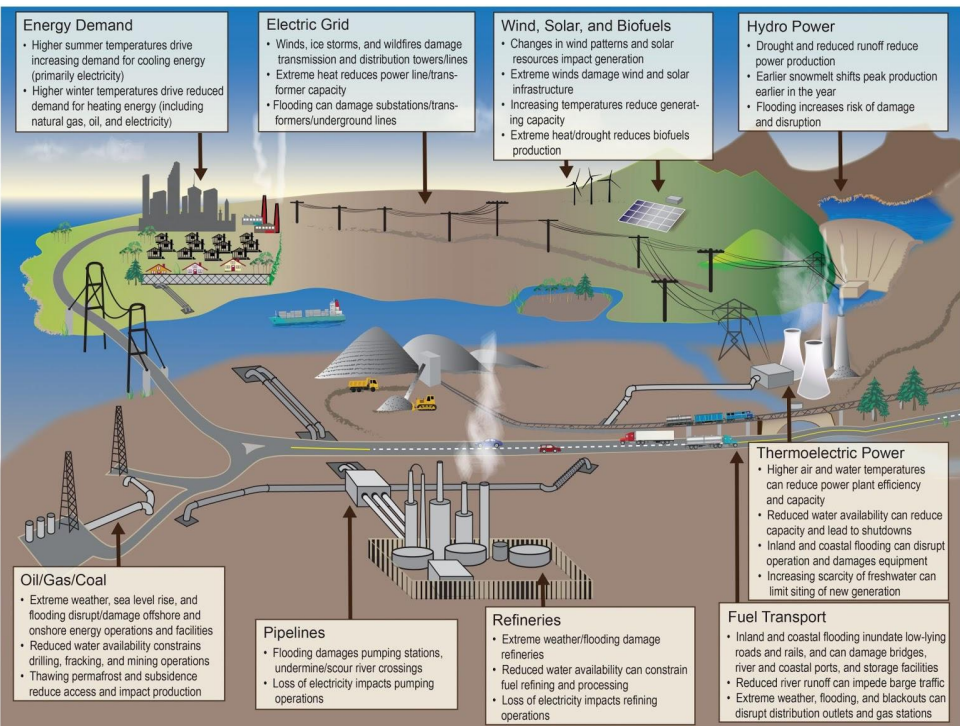 Energy Demand
• Higher summer temperatures drive
increasing demand for cooling energy
(primarily electricity)
• Higher winter temperatures drive reduced
demand for heating energy (including
natural gas, oil, and electricity)
Electric Grid
• Winds, ice storms, and wildfires damage
transmission and distribution towers/lines
• Extreme heat reduces power line/trans-
former capacity
• Flooding can damage substations/trans-
formers/underground lines
Wind, Solar, and Biofuels
• Changes in wind patterns and solar
resources impact generation
• Extreme winds damage wind and solar
infrastructure
• Increasing temperatures reduce generat-
ing capacity
• Extreme heat/drought reduces biofuels
production
Hydro Power
• Drought and reduced runoff reduce
power production
• Earlier snowmelt shifts peak production
earlier in the year
• Flooding increases risk of damage
and disruption
Thermoelectric Power
• Higher air and water temperatures
can reduce power plant efficiency
and capacity
• Reduced water availability can reduce
capacity and lead to shutdowns
• Inland and coastal flooding can disrupt
operation and damages equipment
• Increasing scarcity of freshwater can
limit siting of new generation
Oil/Gas/Coal
• Extreme weather, sea level rise, and
flooding disrupt/damage offshore and
onshore energy operations and facilities
• Reduced water availability constrains
drilling, fracking, and mining operations
• Thawing permafrost and subsidence
reduce access and impact production
Pipelines
• Flooding damages pumping stations,
undermine/scour river crossings
• Loss of electricity impacts pumping
operations
Refineries
• Extreme weather/flooding damage
refineries
• Reduced water availability can constrain
fuel refining and processing
• Loss of electricity impacts refining
operations
Fuel Transport
• Inland and coastal flooding inundate low-lying
roads and rails, and can damage bridges,
river and coastal ports, and storage facilities
• Reduced river runoff can impede barge traffic
• Extreme weather, flooding, and blackouts can
disrupt distribution outlets and gas stations